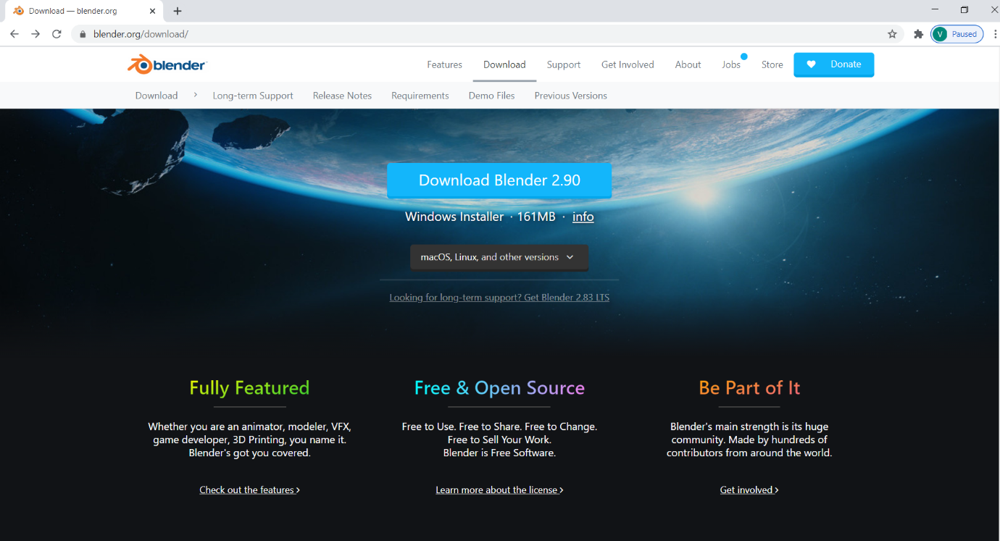 Download — blender.org
blender.org/download/
V Paused
blender
Features Download Support Get Involved About Jobs Store Donate
Download > Long-term Support Release Notes Requirements Demo Files Previous Versions
Download Blender 2.90
Windows Installer · 161MB · info
macOS, Linux, and other versions
Looking for long-term support? Get Blender 2.83 LTS
Fully Featured
Whether you are an animator, modeler, VFX,
game developer, 3D Printing, you name it.
Blender's got you covered.
Check out the features >
Free & Open Source
Free to Use. Free to Share. Free to Change.
Free to Sell Your Work.
Blender is Free Software.
Learn more about the license >
Be Part of It
Blender's main strength is its huge
community. Made by hundreds of
contributors from around the world.
Get involved >